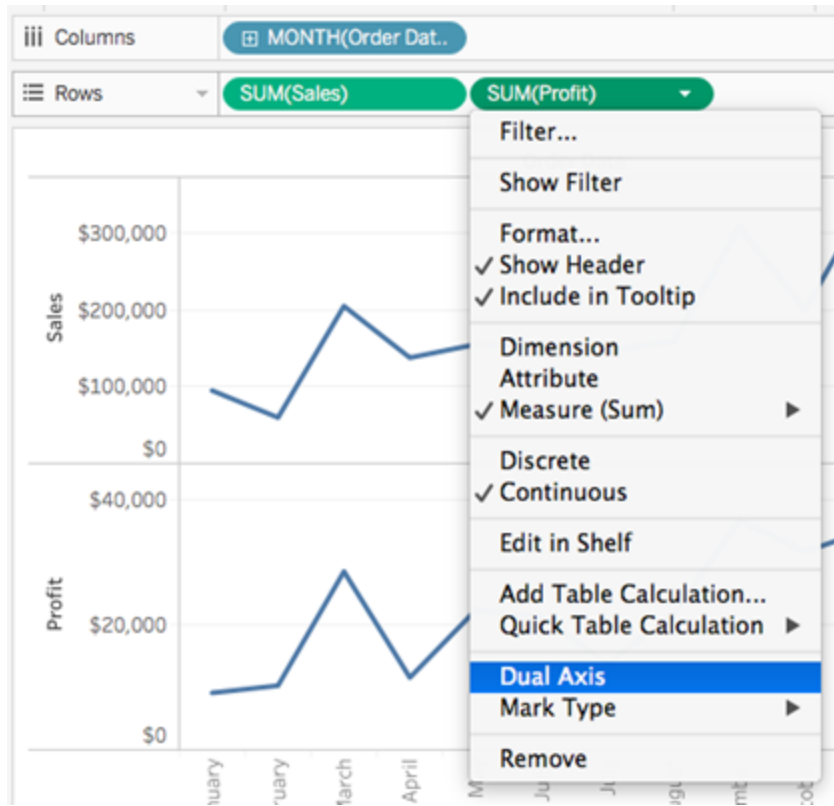 Columns
MONTH(Order Dat..
Rows
SUM(Sales)
SUM(Profit)
Filter...
Show Filter
Format...
Show Header
Include in Tooltip
Dimension
Attribute
Measure (Sum)
Discrete
Continuous
Edit in Shelf
Add Table Calculation...
Quick Table Calculation
Dual Axis
Mark Type
Remove
Sales
$300,000
$200,000
$100,000
$0
Profit
$40,000
$20,000
$0
nuary
ruary
March
April